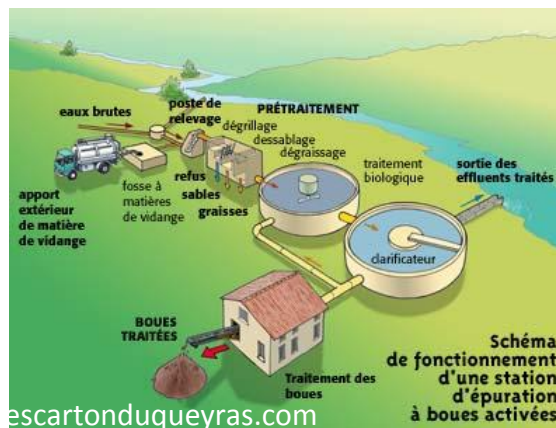 eaux brutes
poste de
relevage
PRÉTRAITEMENT
dégrillage
dessablage
dégraissage
traitement
biologique
sortie des
effluents traités
apport
extérieur
de matière
de vidange
fosse à
matières
de vidange
refus
sables
graisses
clarificateur
BOUES
TRAITÉES
Traitement des
boues
Schéma
de fonctionnement
d'une station
d'épuration
à boues activées
escartonduqueyras.com